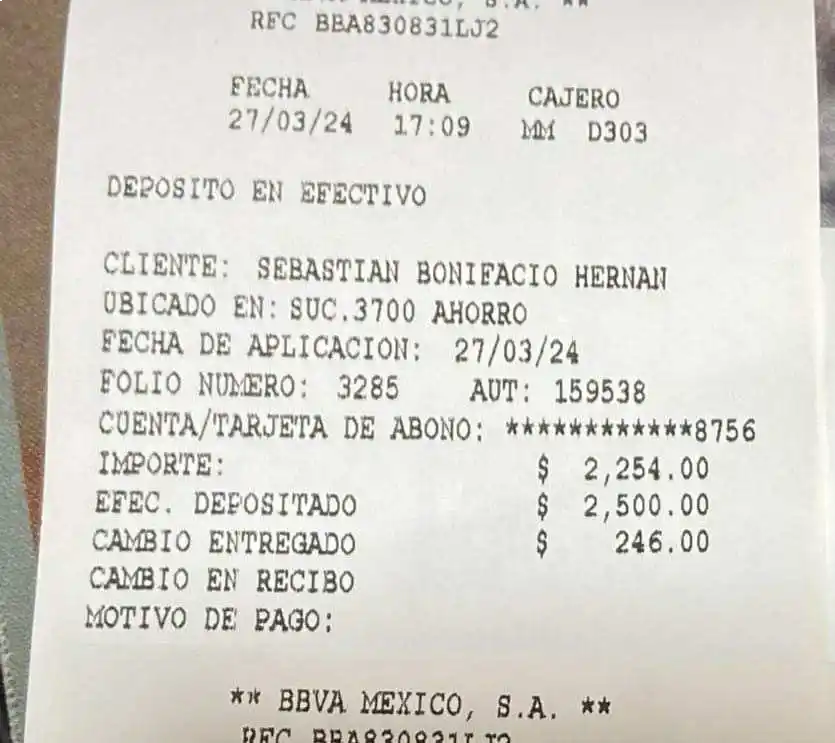 MEXICO, S.A. **
RFC BBA830831LJ2
FECHA HORA CAJERO
27/03/24 17:09 MM D303
DEPOSITO EN EFECTIVO
CLIENTE: SEBASTIAN BONIFACIO HERNAN
UBICADO EN: SUC.3700 AHORRO
FECHA DE APLICACION: 27/03/24
FOLIO NUMERO: 3285 AUT: 159538
CUENTA/TARJETA DE ABONO: ************8756
IMPORTE: $ 2,254.00
EFEC. DEPOSITADO $ 2,500.00
CAMBIO ENTREGADO $ 246.00
CAMBIO EN RECIBO
MOTIVO DE PAGO:
** BBVA MEXICO, S.A. **
RFC BBA830831LJ2